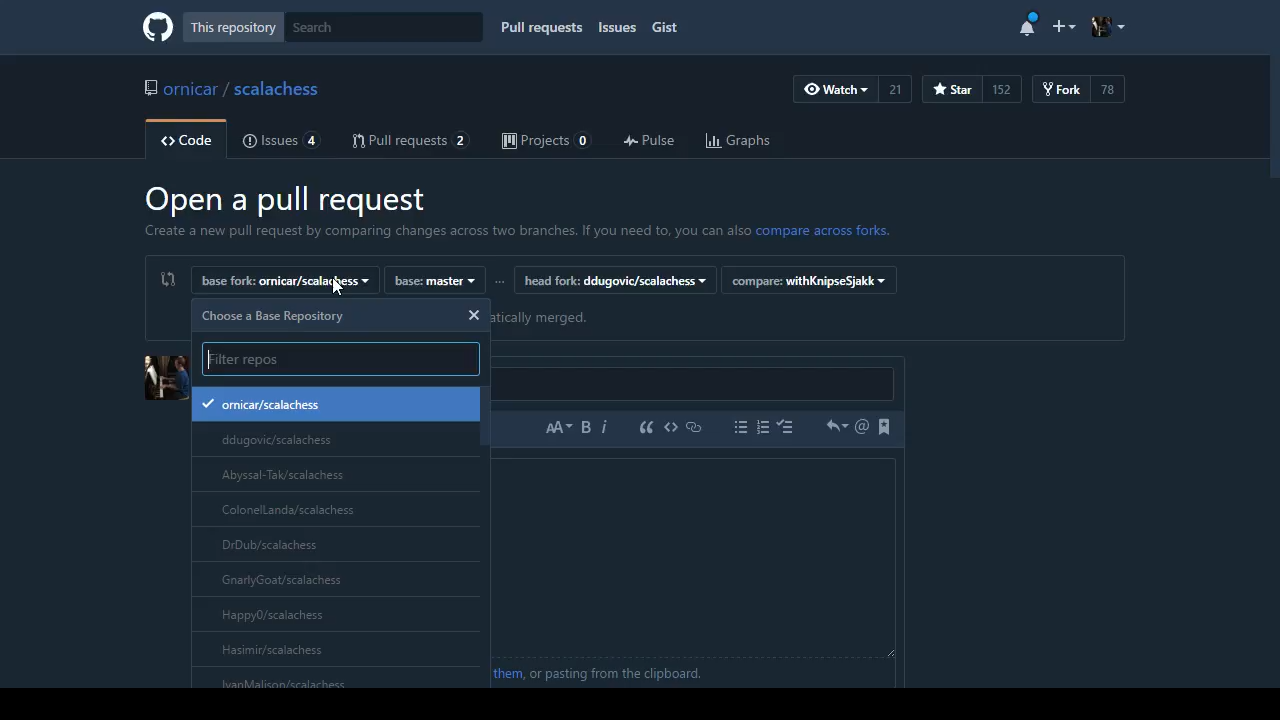 This repository Search Pull requests Issues Gist
ornicar / scalachess Watch 21 Star 152 Fork 78
Code Issues 4 Pull requests 2 Projects 0 Pulse Graphs
Open a pull request
Create a new pull request by comparing changes across two branches. If you need to, you can also compare across forks.
base fork: ornicar/scalachess base: master ... head fork: ddugovic/scalachess compare: withKnipseSjakk
Choose a Base Repository
atically merged.
Filter repos
ornicar/scalachess
AA B i
ddugovic/scalachess
Abyssal-Tak/scalachess
ColonelLanda/scalachess
DrDub/scalachess
GnarlyGoat/scalachess
Happy0/scalachess
Hasimir/scalachess
them, or pasting from the clipboard.
IvanMalison/scalachess